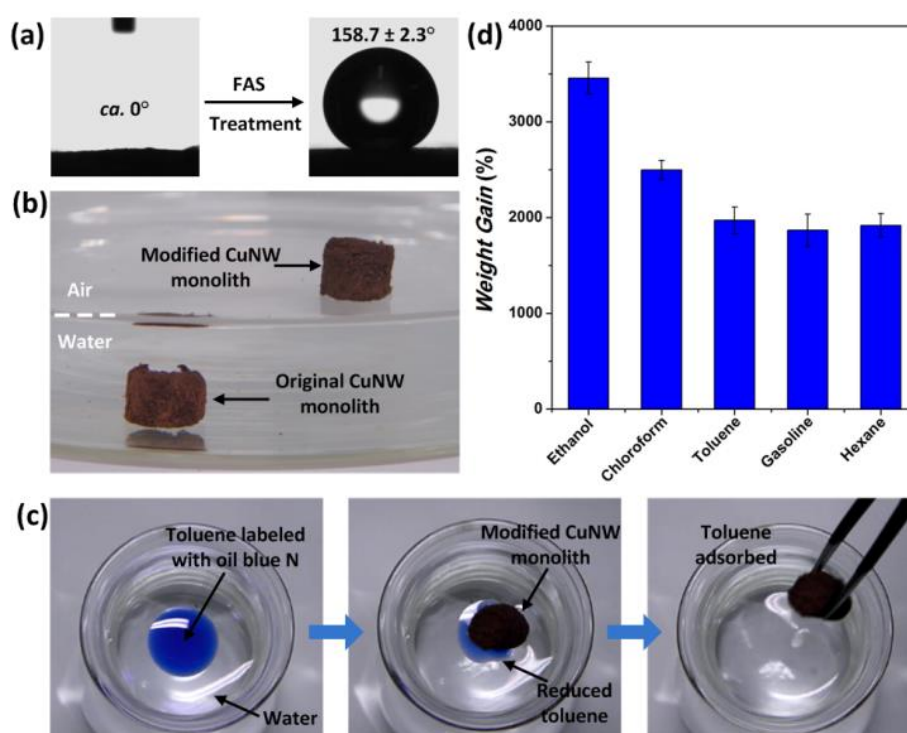 (a)
ca. 0°
FAS
Treatment
158.7 ± 2.3°
(b)
Modified CuNW
monolith
Air
Water
Original CuNW
monolith
(c)
Toluene labeled
with oil blue N
Water
Modified CuNW
monolith
Reduced
toluene
Toluene
adsorbed
(d)
Weight Gain (%)
4000
3000
2000
1000
0
Ethanol
Chloroform
Toluene
Gasoline
Hexane